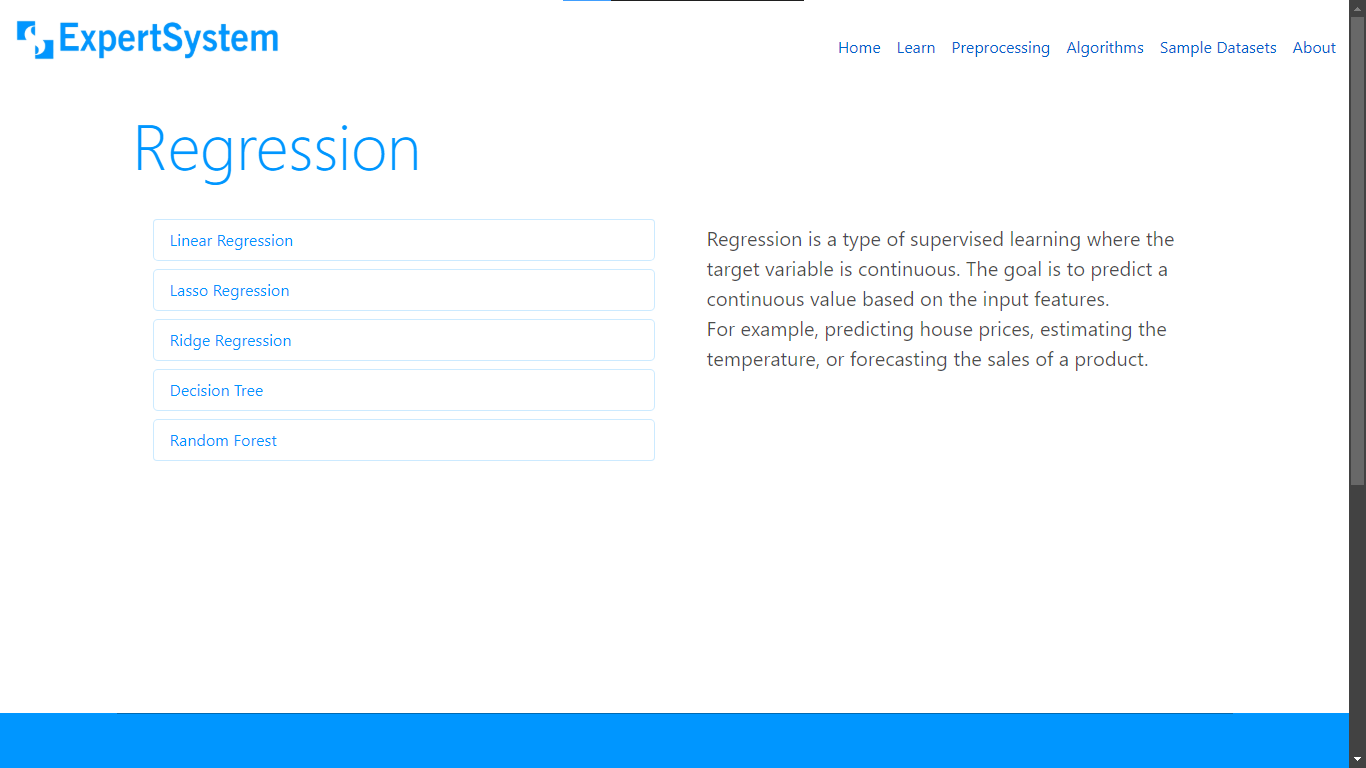 ExpertSystem
Home Learn Preprocessing Algorithms Sample Datasets About
Regression
Linear Regression
Lasso Regression
Ridge Regression
Decision Tree
Random Forest
Regression is a type of supervised learning where the
target variable is continuous. The goal is to predict a
continuous value based on the input features.
For example, predicting house prices, estimating the
temperature, or forecasting the sales of a product.